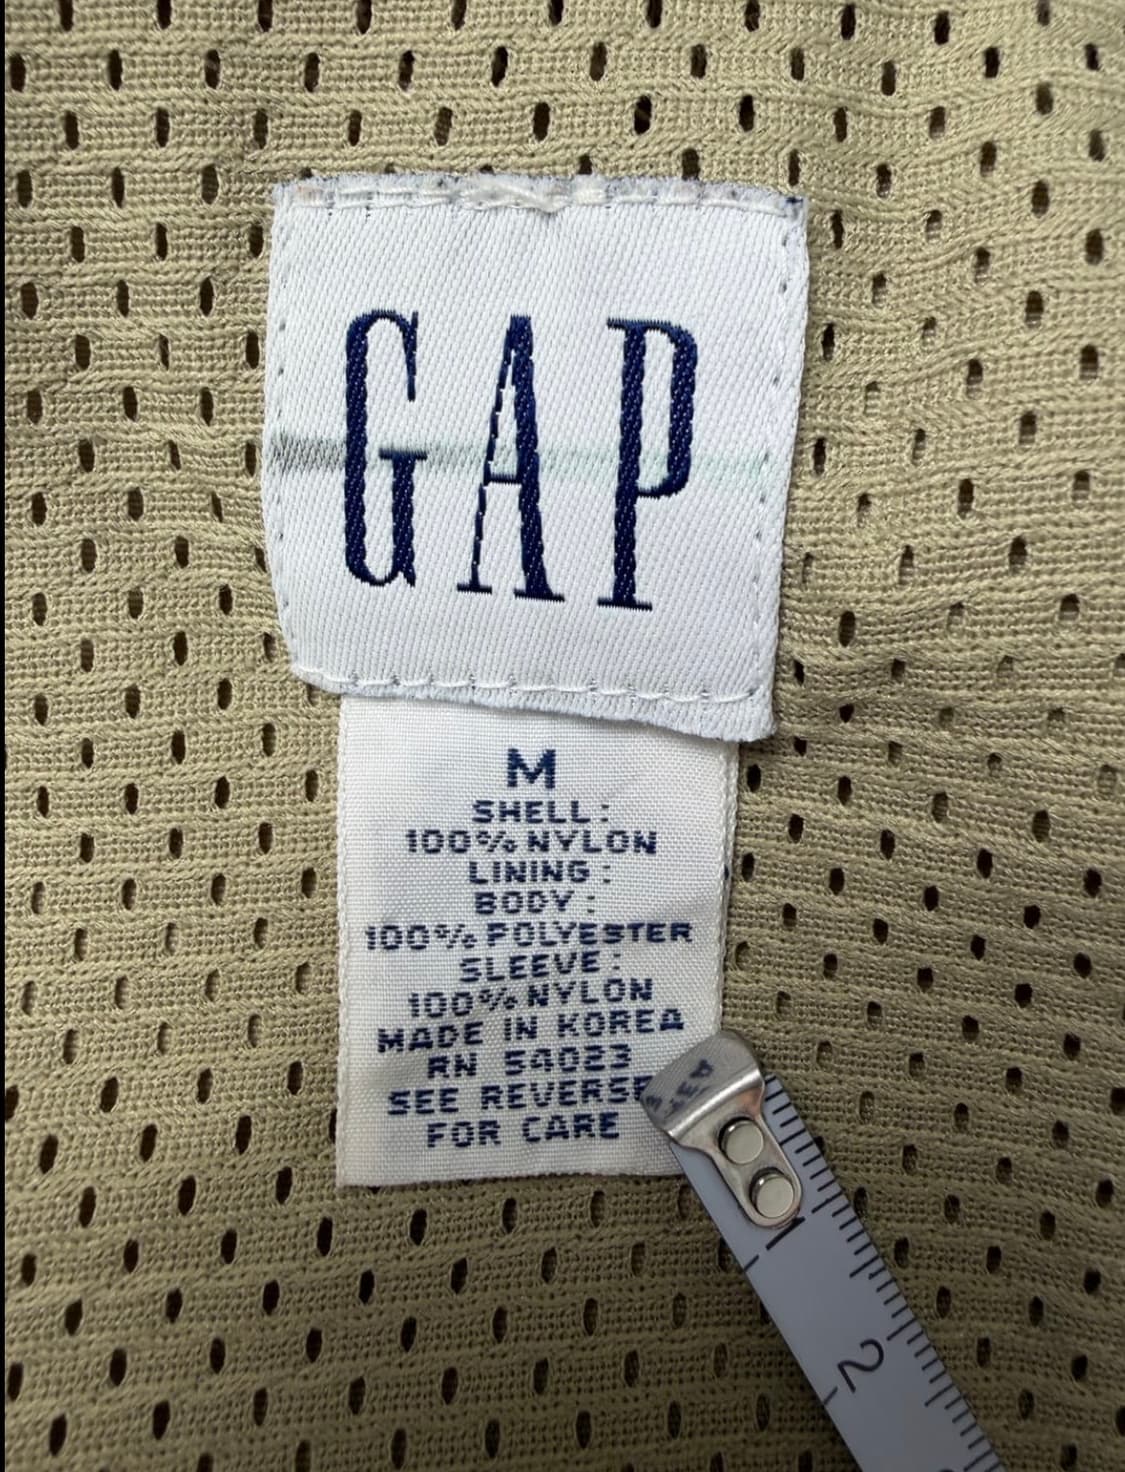 GAP
M
SHELL :
100% NYLON
LINING :
BODY :
100% POLYESTER
SLEEVE :
100% NYLON
MADE IN KOREA
RN 54023
SEE REVERSE
FOR CARE
1
2